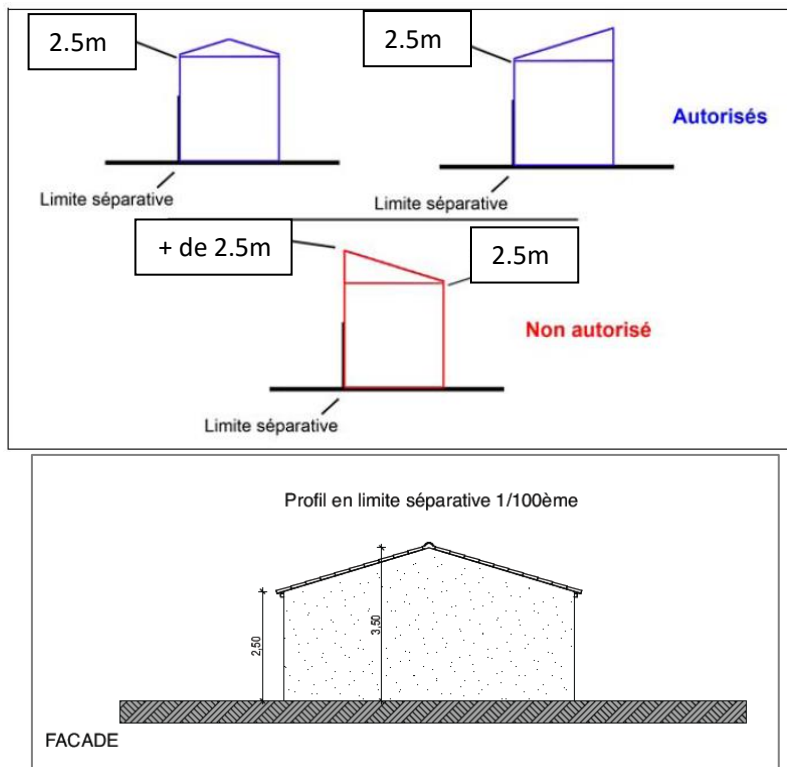 2.5m
2.5m
Autorisés
Limite séparative
Limite séparative
+ de 2.5m
2.5m
Non autorisé
Limite séparative
Profil en limite séparative 1/100ème
2,50
3,50
FACADE